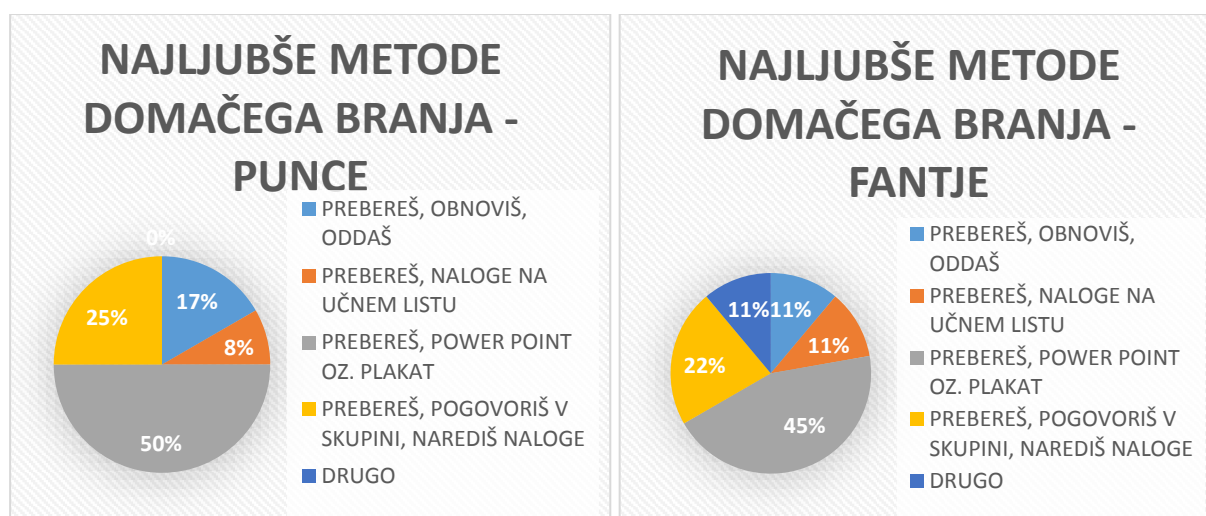 NAJLJUBŠE METODE
DOMAČEGA BRANJA -
PUNCE
0%
17%
8%
50%
25%
PREBEREŠ, OBNOVIŠ,
ODDAŠ
PREBEREŠ, NALOGE NA
UČNEM LISTU
PREBEREŠ, POWER POINT
OZ. PLAKAT
PREBEREŠ, POGOVORIŠ V
SKUPINI, NAREDIŠ NALOGE
DRUGO
NAJLJUBŠE METODE
DOMAČEGA BRANJA -
FANTJE
11%
11%
45%
22%
11%
PREBEREŠ, OBNOVIŠ,
ODDAŠ
PREBEREŠ, NALOGE NA
UČNEM LISTU
PREBEREŠ, POWER POINT
OZ. PLAKAT
PREBEREŠ, POGOVORIŠ V
SKUPINI, NAREDIŠ NALOGE
DRUGO